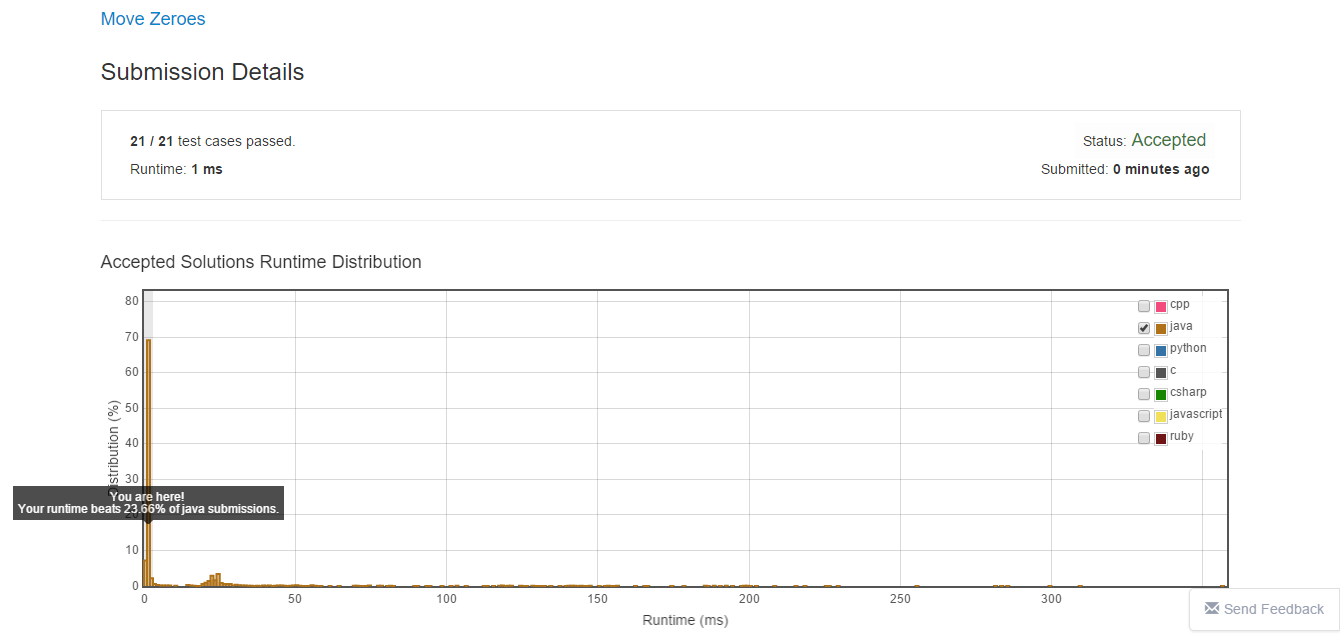 Move Zeroes
Submission Details
21 / 21 test cases passed.
Status: Accepted
Runtime: 1 ms
Submitted: 0 minutes ago
Accepted Solutions Runtime Distribution
80
70
60
50
40
30
20
10
0
Distribution (%)
cpp
java
python
c
csharp
javascript
ruby
You are here!
Your runtime beats 23.66% of java submissions.
0
50
100
150
200
250
300
Runtime (ms)
Send Feedback